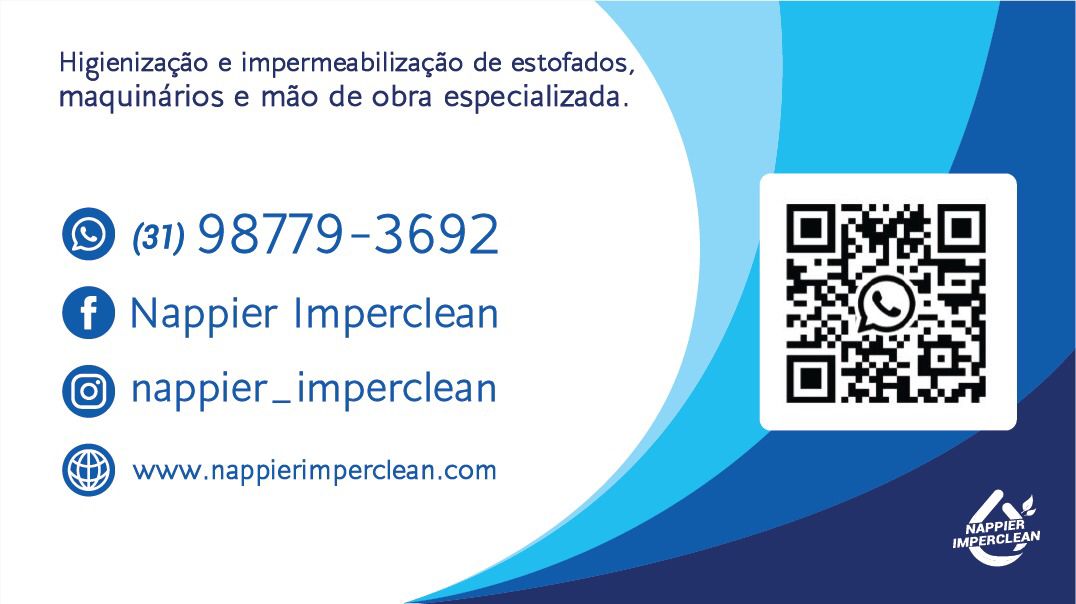 Higienização e impermeabilização de estofados,
maquinários e mão de obra especializada.
(31) 98779-3692
Nappier Imperclean
nappier_imperclean
www.nappierimperclean.com
NAPPIER
IMPERCLEAN